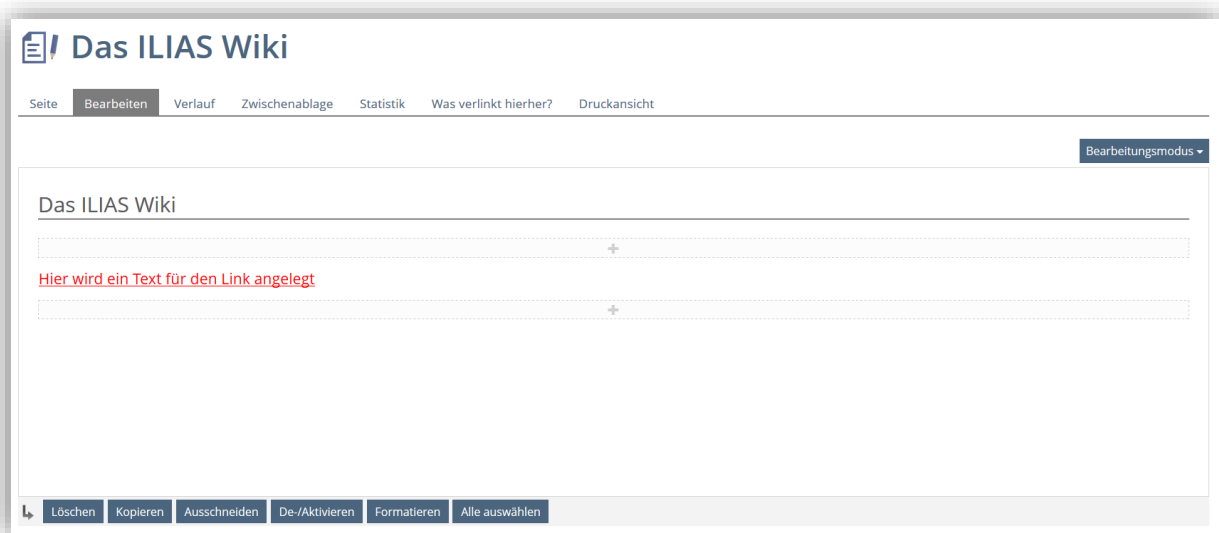 Das ILIAS Wiki
Seite Bearbeiten Verlauf Zwischenablage Statistik Was verlinkt hierher? Druckansicht
Bearbeitungsmodus
Das ILIAS Wiki
Hier wird ein Text für den Link angelegt
Löschen Kopieren Ausschneiden De-/Aktivieren Formatieren Alle auswählen